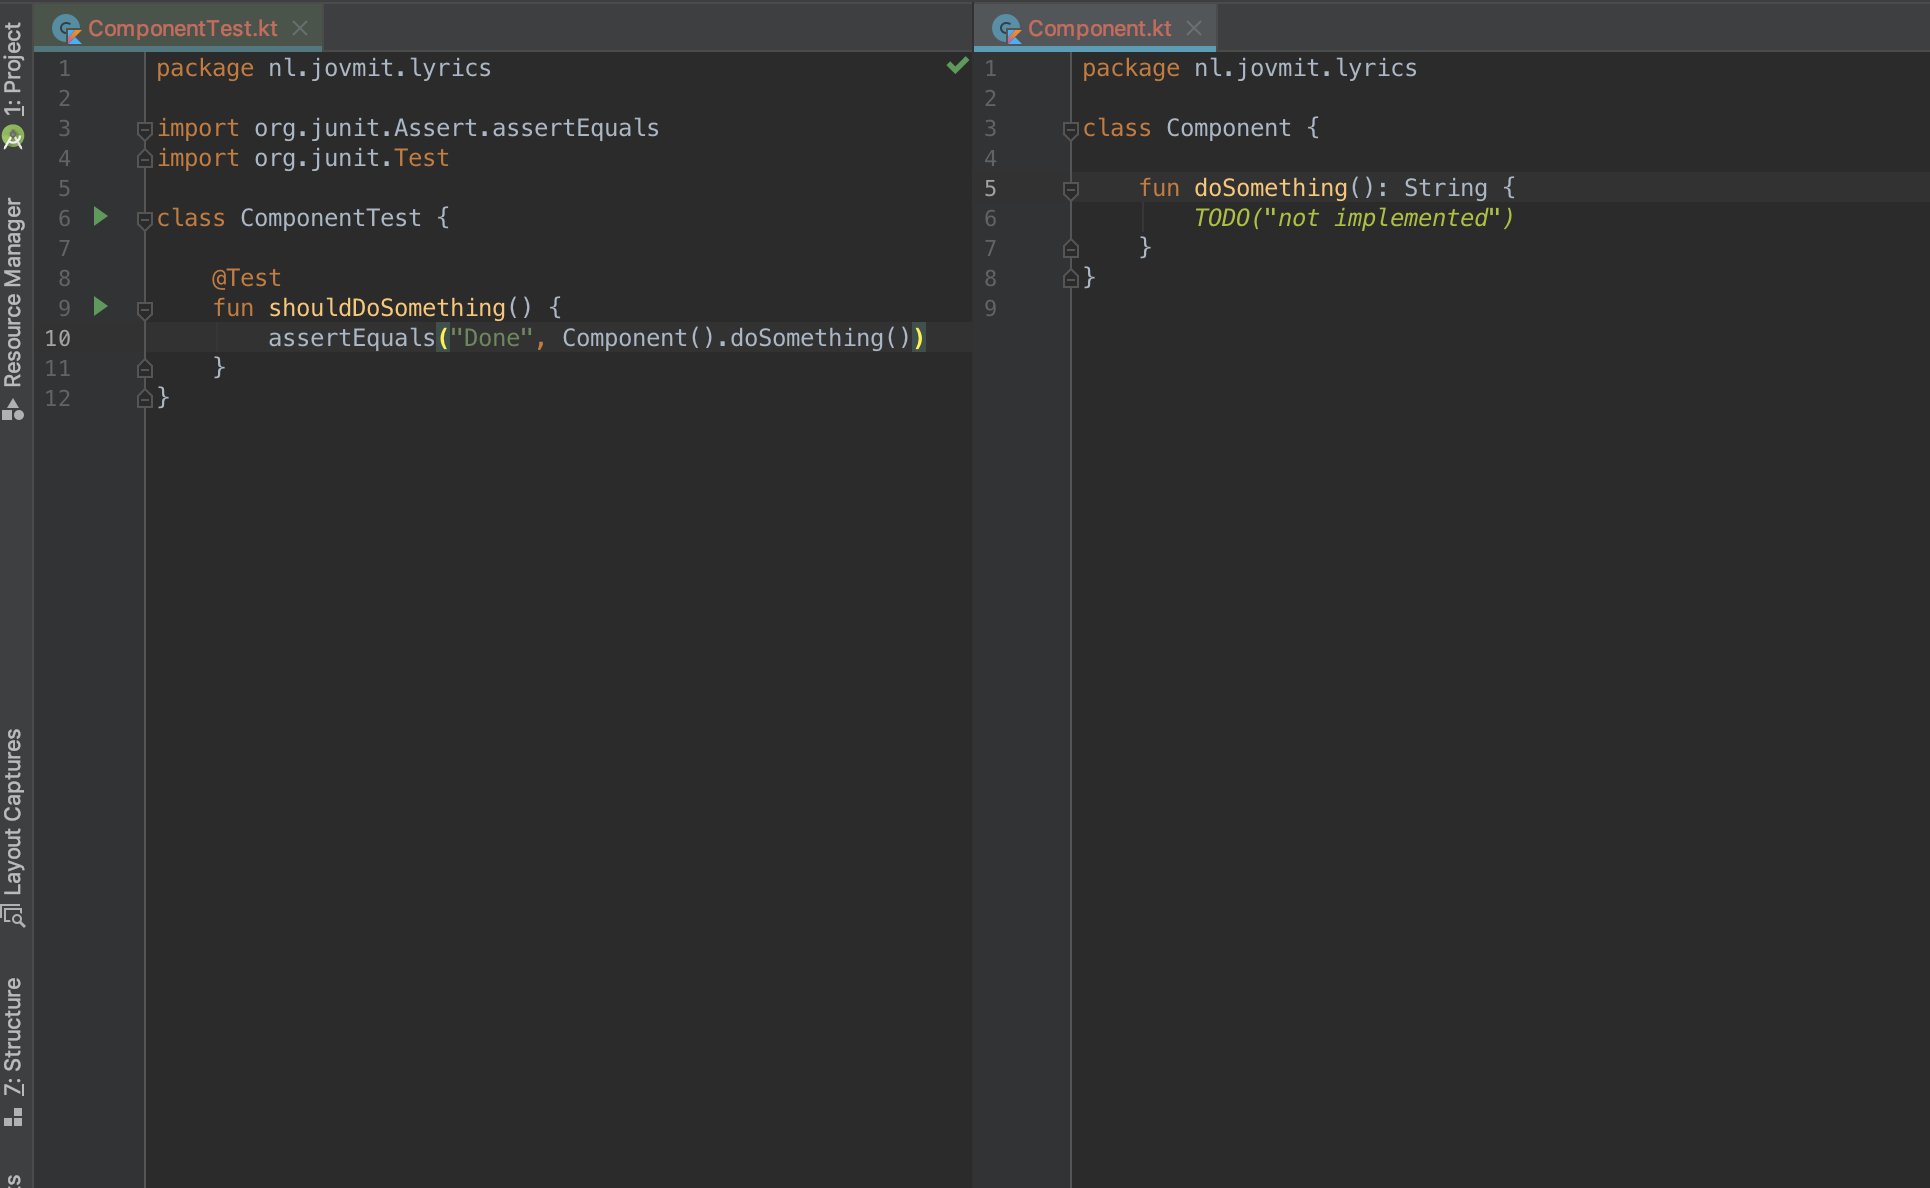 ComponentTest.kt
Component.kt
1: Project
Resource Manager
Layout Captures
7: Structure
1 package nl.jovmit.lyrics
2
3 import org.junit.Assert.assertEquals
4 import org.junit.Test
5
6 class ComponentTest {
7
8 @Test
9 fun shouldDoSomething() {
10 assertEquals("Done", Component().doSomething())
11 }
12 }
1 package nl.jovmit.lyrics
2
3 class Component {
4
5 fun doSomething(): String {
6 TODO("not implemented")
7 }
8 }
9